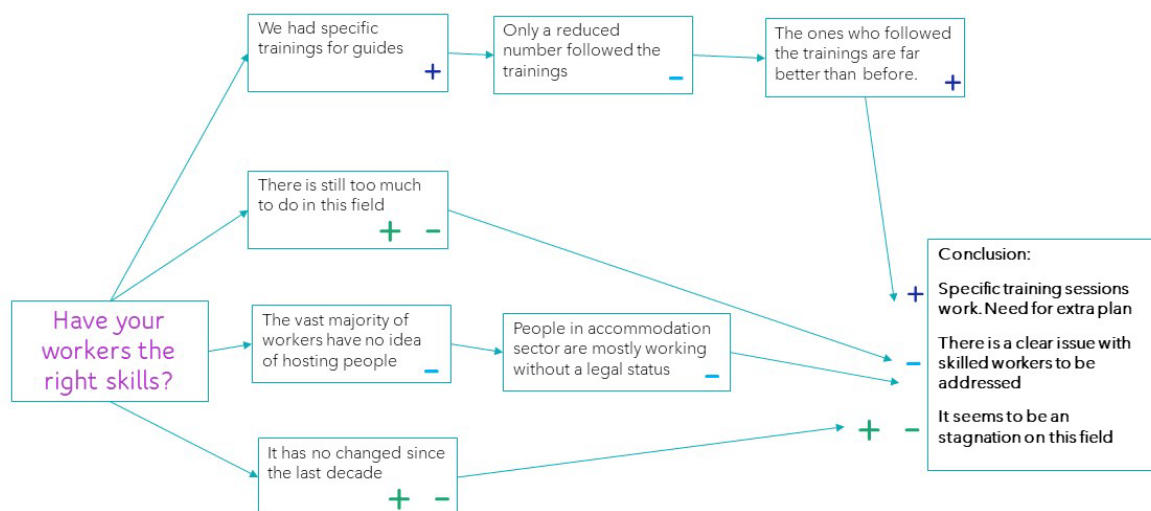 We had specific
trainings for guides
+
Only a reduced
number followed the
trainings
–
The ones who followed
the trainings are far
better than before.
+
There is still too much
to do in this field
+ –
Have your
workers the
right skills?
The vast majority of
workers have no idea
of hosting people
–
People in accommodation
sector are mostly working
without a legal status
–
It has no changed since
the last decade
+ –
Conclusion:
+ Specific training sessions
work. Need for extra plan
– There is a clear issue with
skilled workers to be
addressed
+ – It seems to be an
stagnation on this field